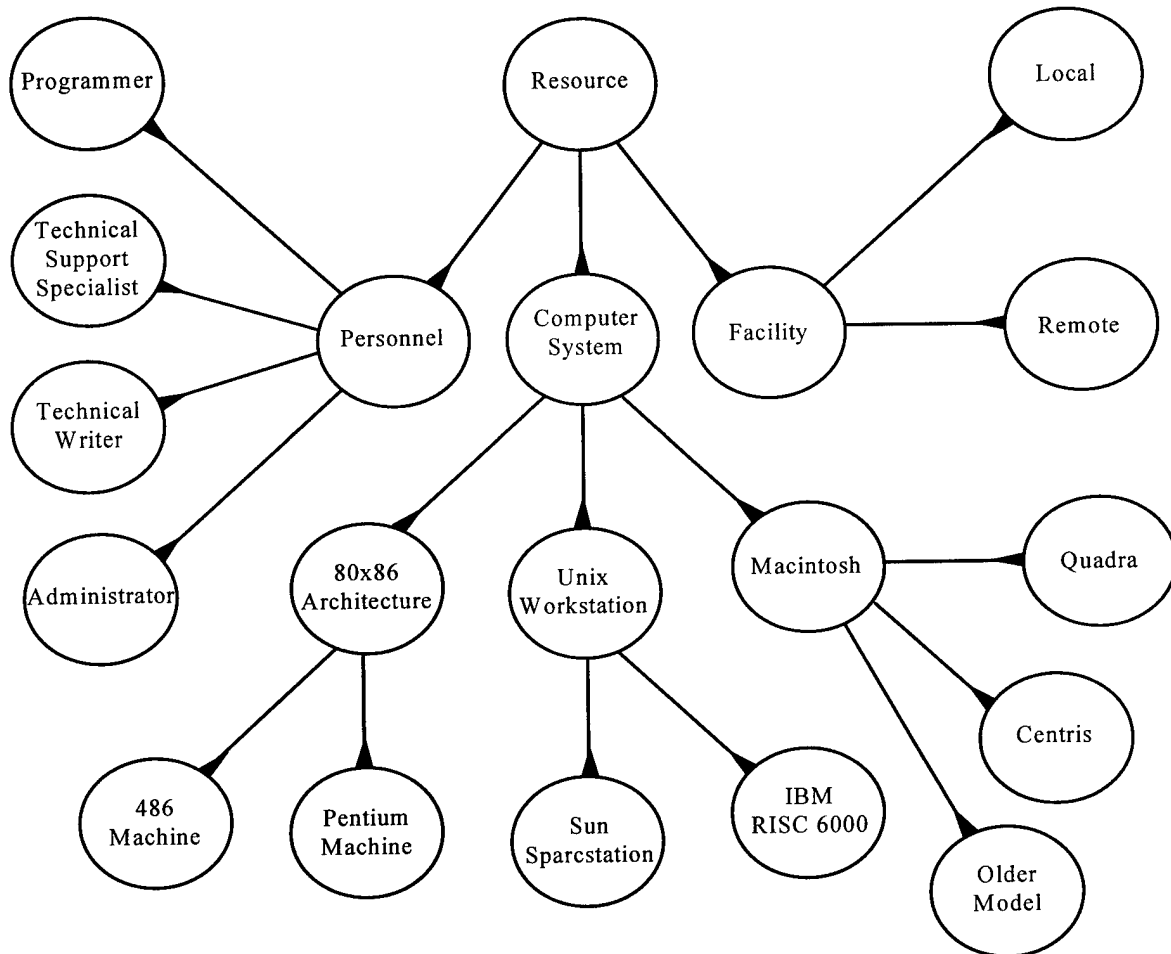 Programmer
Resource
Local
Technical
Support
Specialist
Personnel
Computer
System
Facility
Remote
Technical
Writer
Administrator
80x86
Architecture
Unix
Workstation
Macintosh
Quadra
486
Machine
Pentium
Machine
Sun
Sparcstation
IBM
RISC 6000
Centris
Older
Model